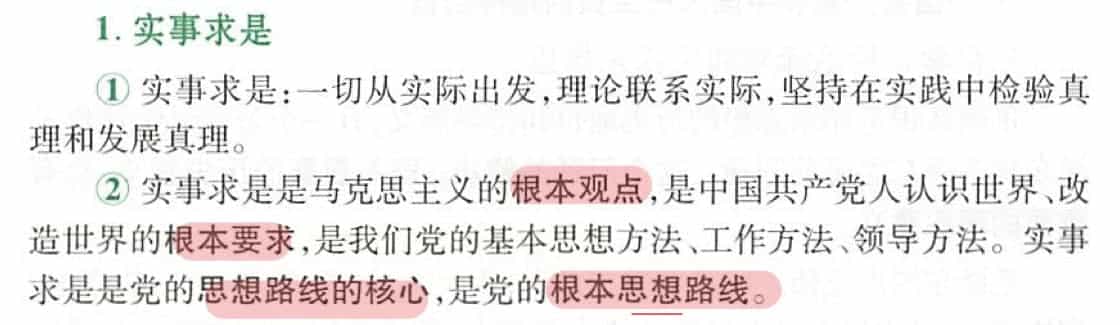 1. 实事求是
① 实事求是:一切从实际出发,理论联系实际,坚持在实践中检验真
理和发展真理。
② 实事求是是马克思主义的根本观点,是中国共产党人认识世界、改
造世界的根本要求,是我们党的基本思想方法、工作方法、领导方法。实事
求是是党的思想路线的核心,是党的根本思想路线。